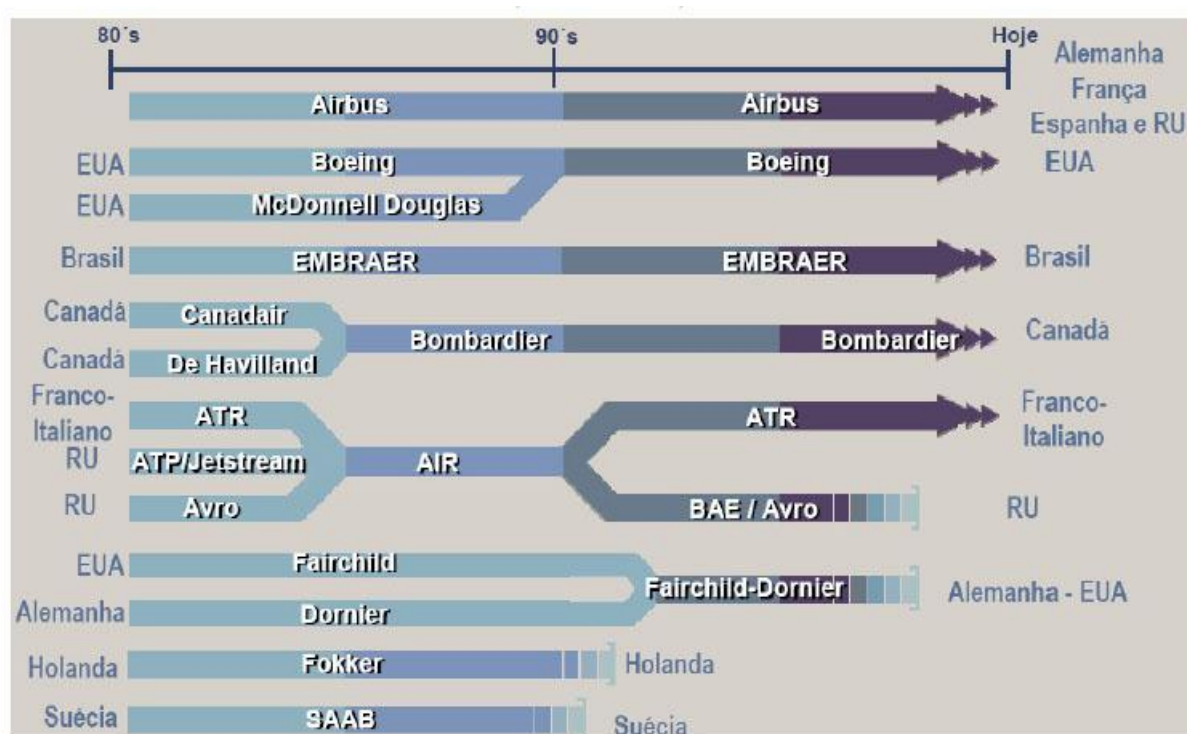 80´s 90´s Hoje
Alemanha
França
Espanha e RU
Airbus Airbus
EUA Boeing Boeing EUA
EUA McDonnell Douglas
Brasil EMBRAER EMBRAER Brasil
Canadá Canadair
Bombardier Bombardier Canadá
Canadá De Havilland
Franco-
Italiano
ATR ATR
Franco-
Italiano
RU ATP/Jetstream AIR
RU Avro BAE / Avro RU
EUA Fairchild
Fairchild-Dornier Alemanha - EUA
Alemanha Dornier
Holanda Fokker Holanda
Suécia SAAB Suécia